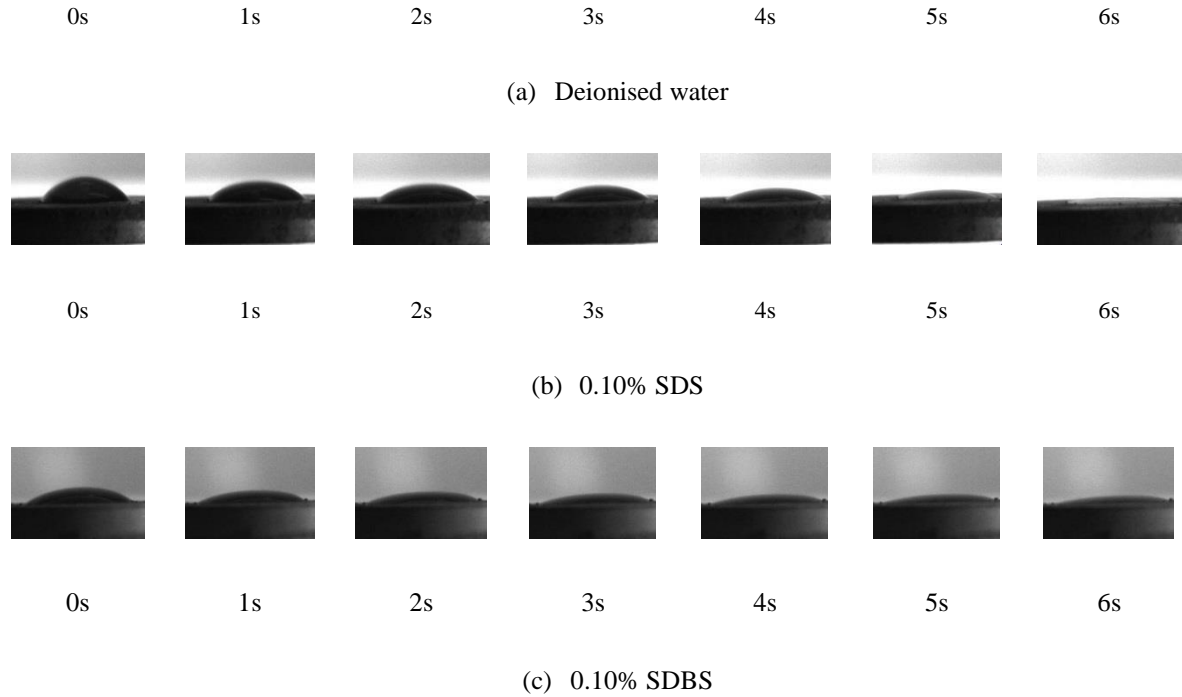 0s 1s 2s 3s 4s 5s 6s
(a) Deionised water
0s 1s 2s 3s 4s 5s 6s
(b) 0.10% SDS
0s 1s 2s 3s 4s 5s 6s
(c) 0.10% SDBS